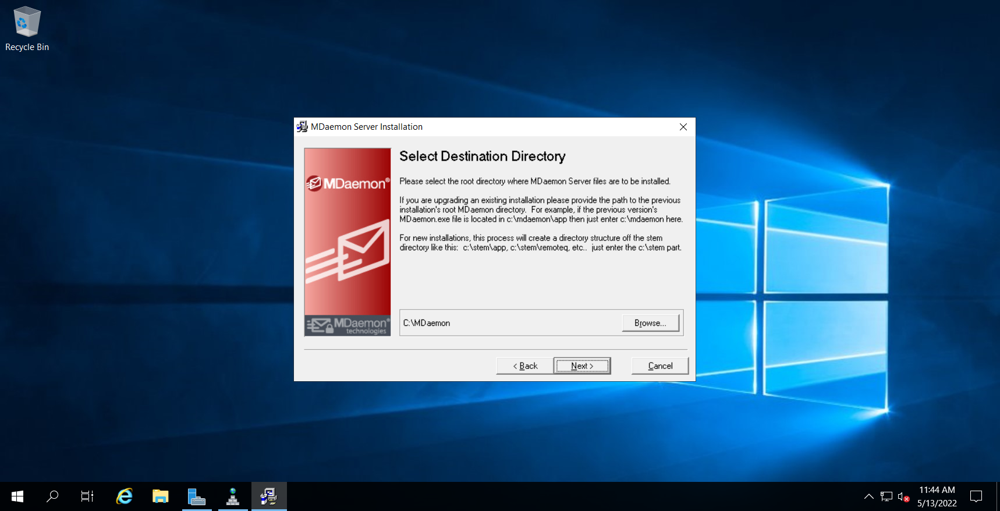 Recycle Bin
MDaemon Server Installation
MDaemon®
MDaemon®
technologies
Select Destination Directory
Please select the root directory where MDaemon Server files are to be installed.
If you are upgrading an existing installation please provide the path to the previous
installation's root MDaemon directory.  For example, if the previous version's
MDaemon.exe file is located in c:\mdaemon\app then just enter c:\mdaemon here.
For new installations, this process will create a directory structure off the stem
directory like this:  c:\stem\app, c:\stem\remoteq, etc..  just enter the c:\stem part.
C:\MDaemon
Browse...
< Back
Next >
Cancel
11:44 AM
5/13/2022